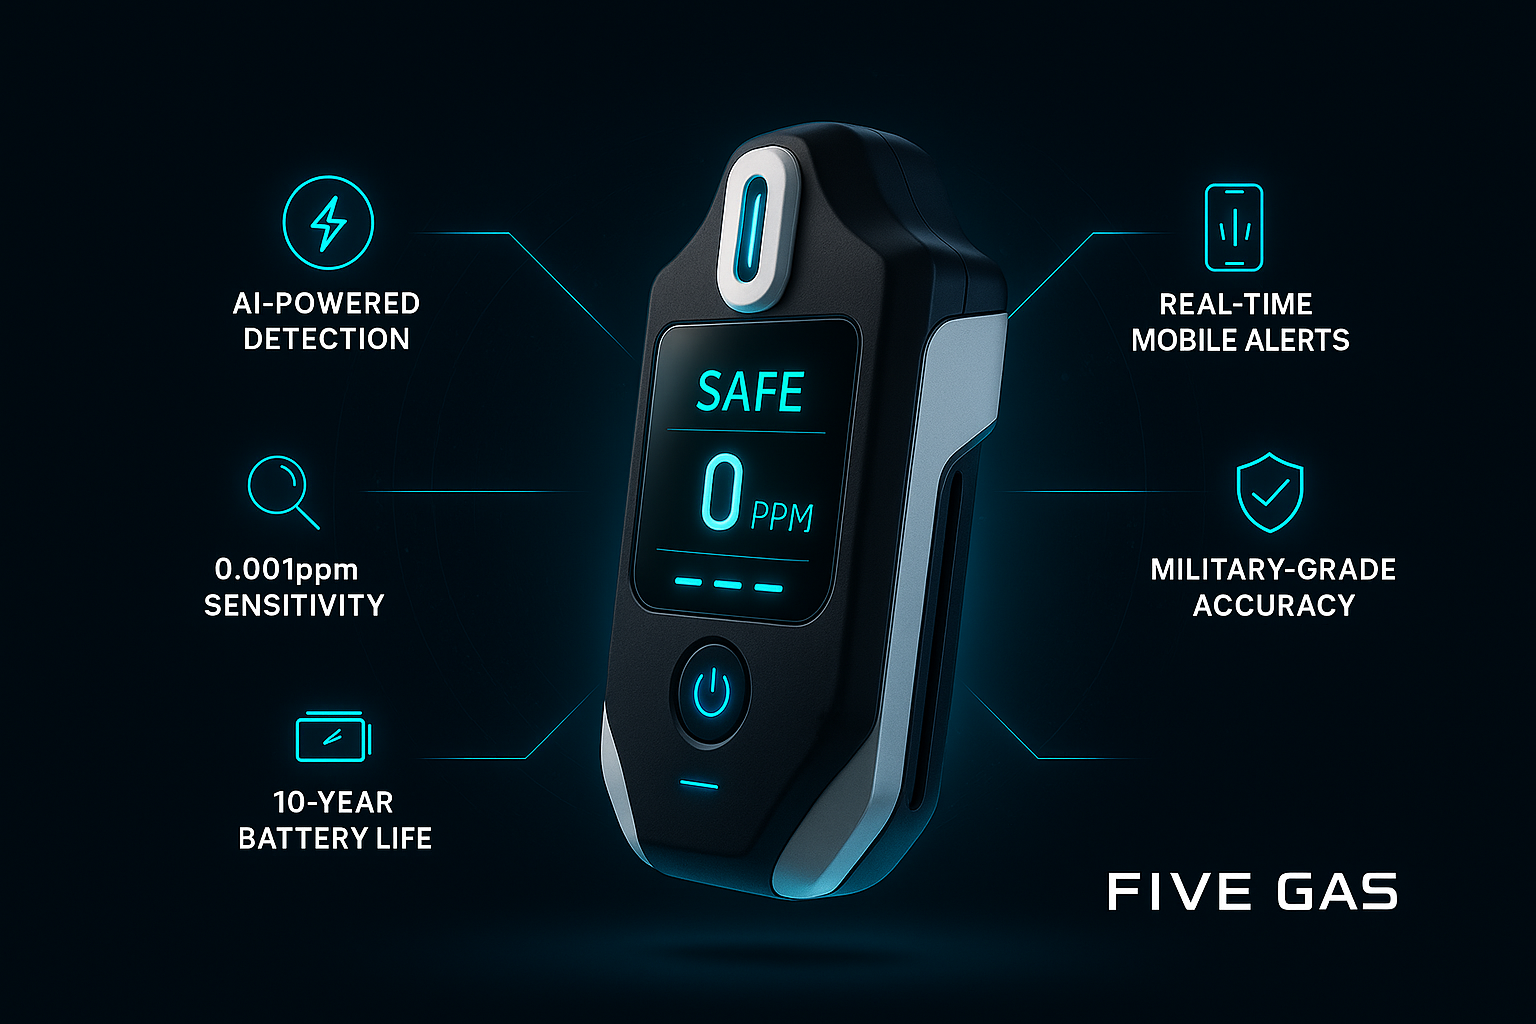 AI-POWERED
DETECTION
0.001ppm
SENSITIVITY
10-YEAR
BATTERY LIFE
SAFE
0 PPM
REAL-TIME
MOBILE ALERTS
MILITARY-GRADE
ACCURACY
FIVE GAS